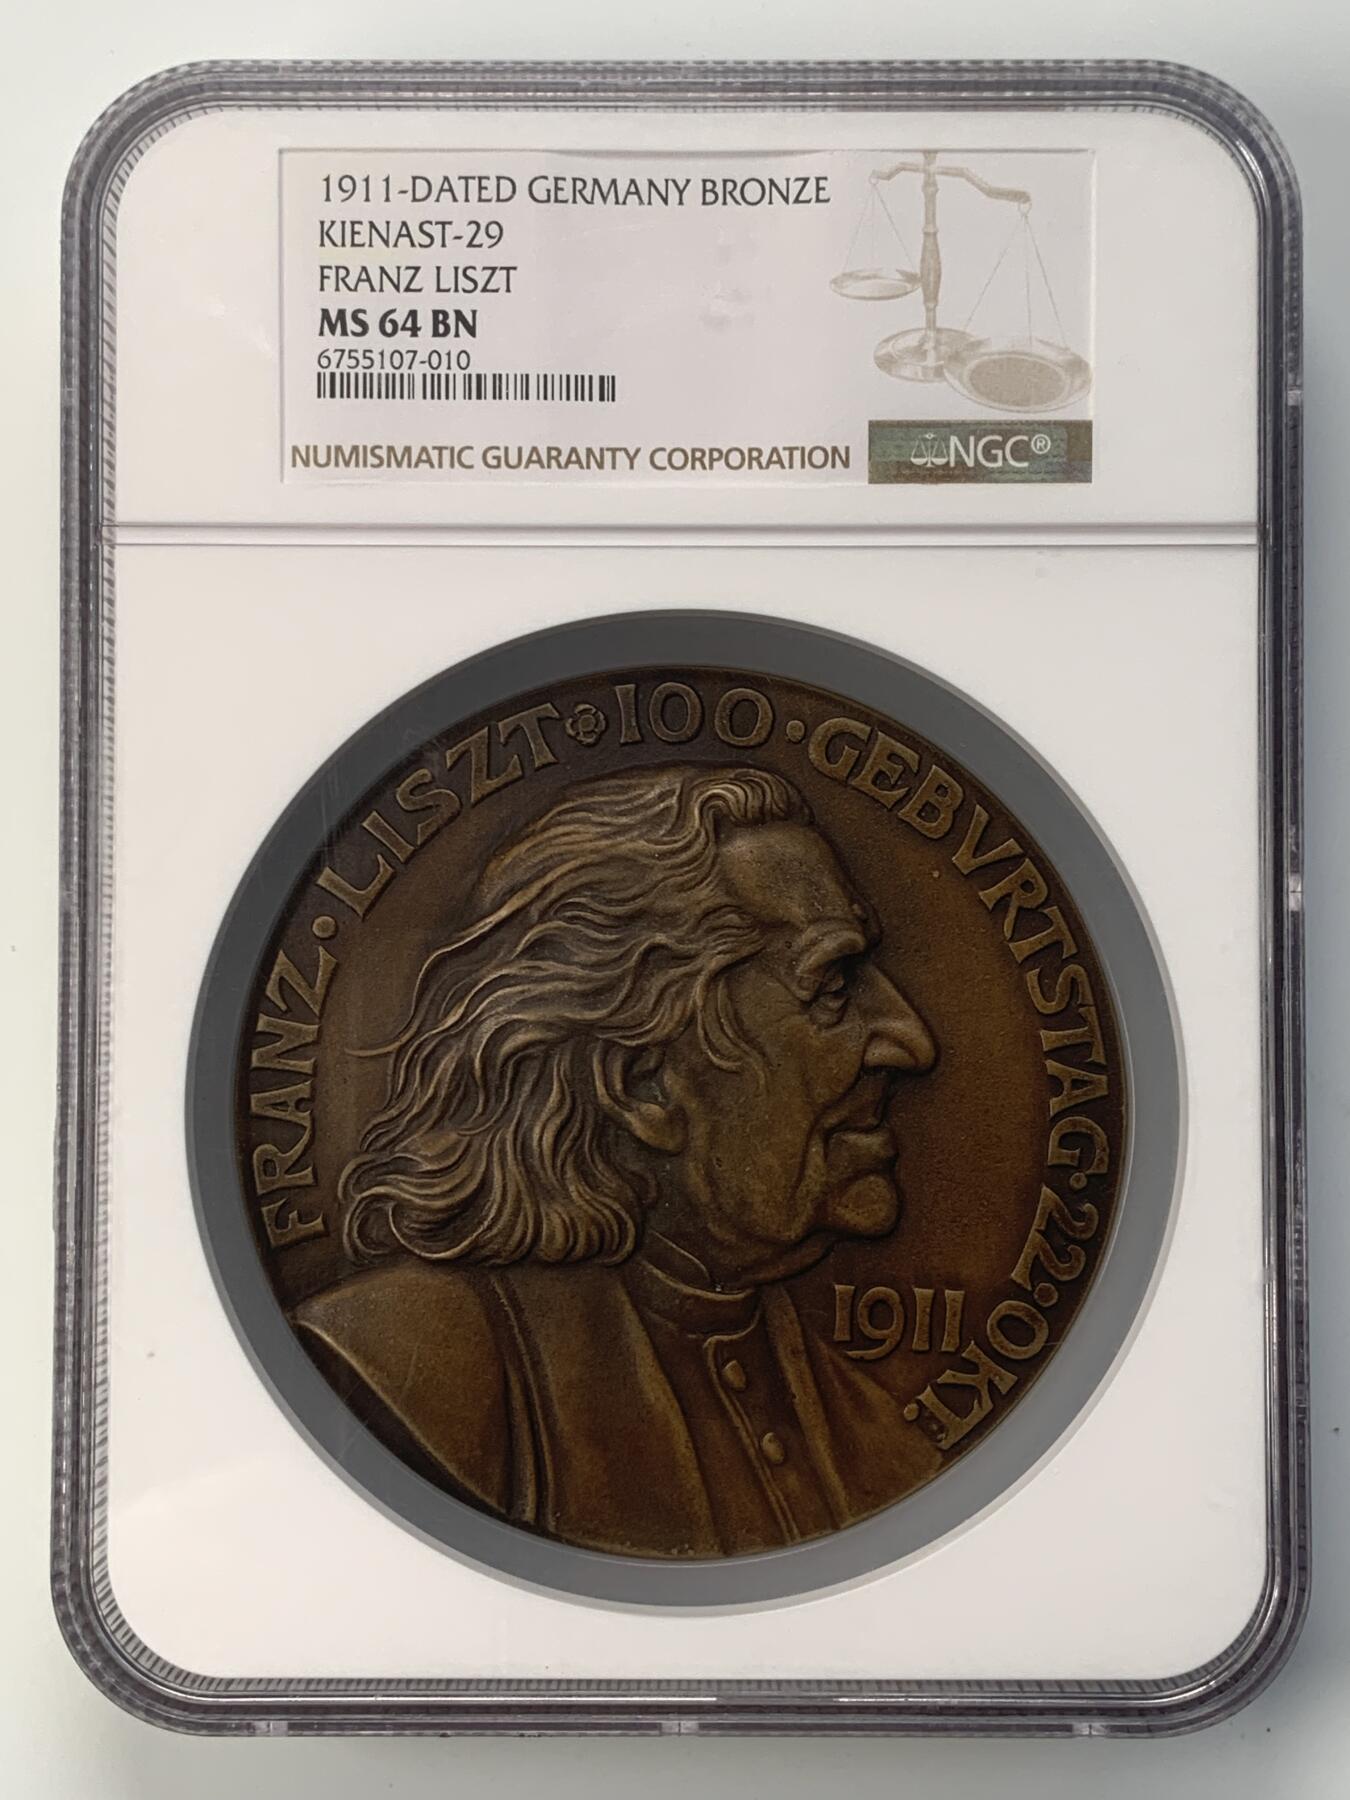 1911-DATED GERMANY BRONZE
KIENAST-29
FRANZ LISZT
MS 64 BN
6755107-010
NUMISMATIC GUARANTY CORPORATION
NGC®
FRANZ · LISZT 100 · GEBVRTSTAG · 22 · OKT.
1911